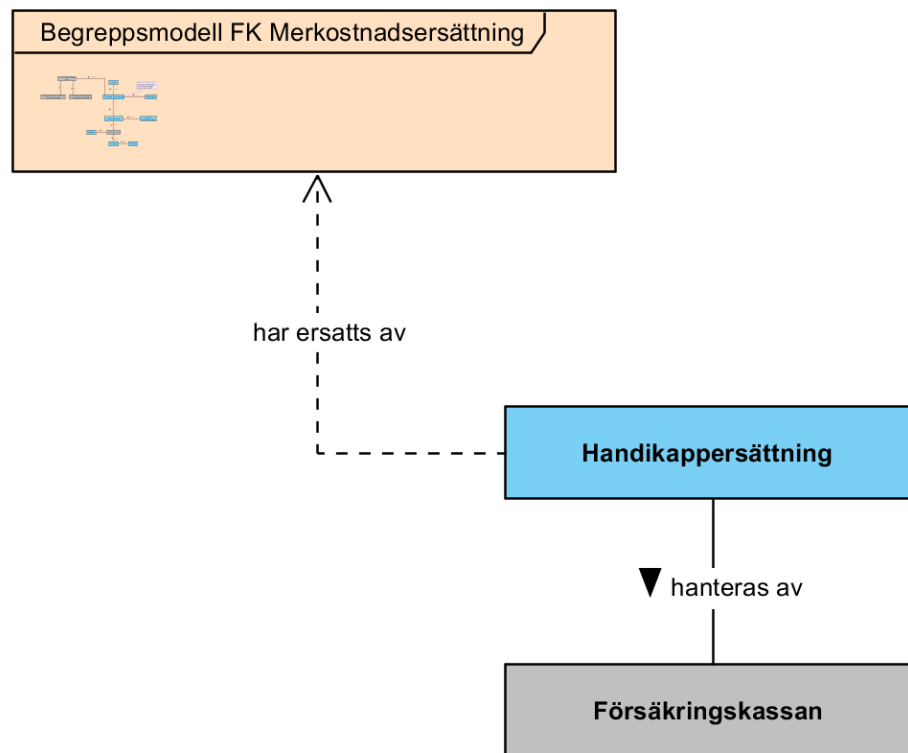 Begreppsmodell FK Merkostnadsersättning
har ersatts av
Handikappersättning
hanteras av
Försäkringskassan